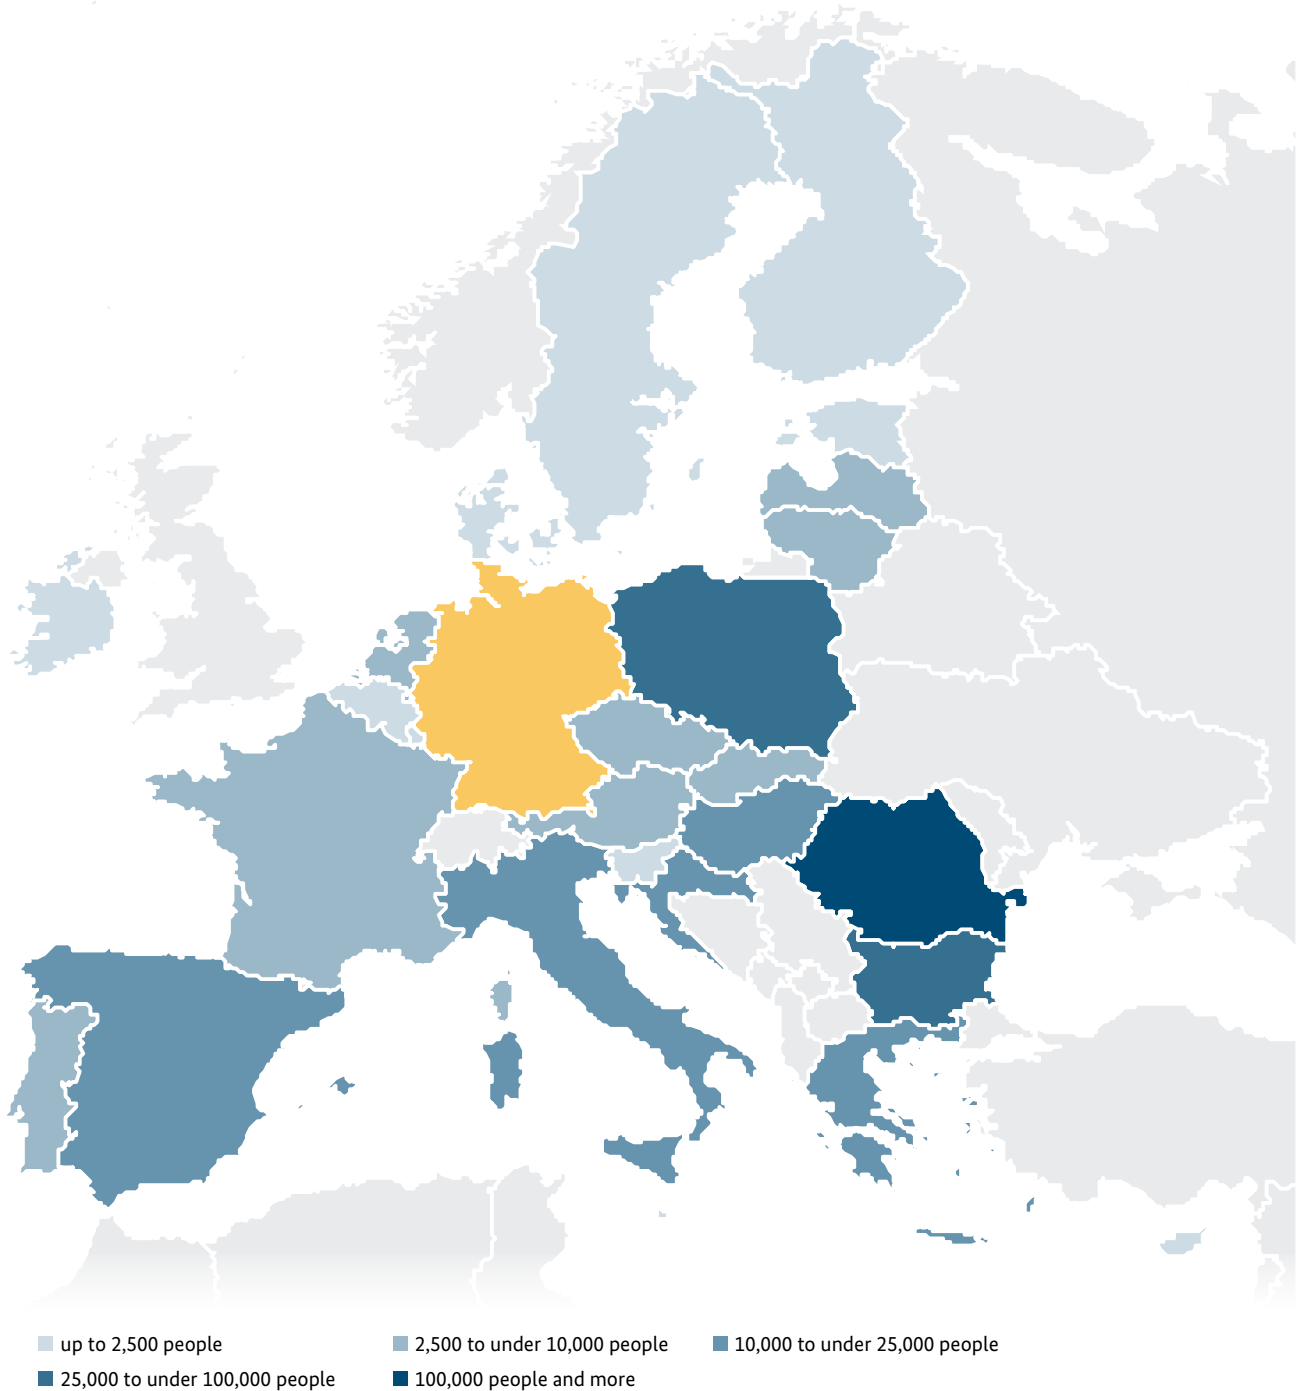 up to 2,500 people
2,500 to under 10,000 people
10,000 to under 25,000 people
25,000 to under 100,000 people
100,000 people and more